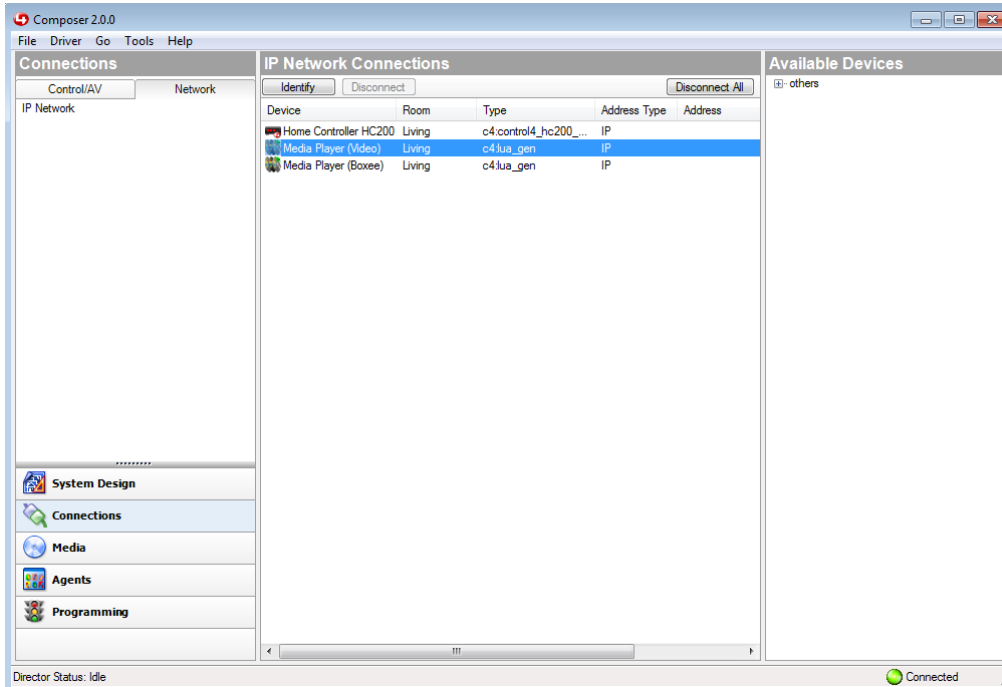 Composer 2.0.0
File Driver Go Tools Help
Connections
Control/AV Network
IP Network
System Design
Connections
Media
Agents
Programming
IP Network Connections
Identify Disconnect Disconnect All
Device Room Type Address Type Address
Home Controller HC200 Living c4:control4_hc200_... IP
Media Player (Video) Living c4:lua_gen IP
Media Player (Boxee) Living c4:lua_gen IP
Available Devices
others
Director Status: Idle Connected